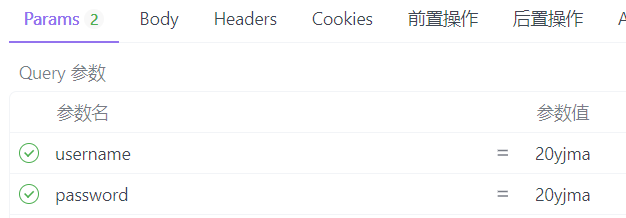 Params 2 Body Headers Cookies 前置操作 后置操作 A
Query 参数
参数名 参数值
username = 20yjma
password = 20yjma